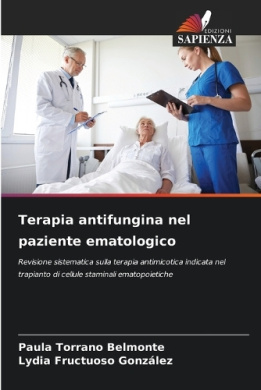 EDIZIONI
SAPIENZA
Terapia antifungina nel
paziente ematologico
Revisione sistematica sulla terapia antimicotica indicata nel
trapianto di cellule staminali ematopoietiche
Paula Torrano Belmonte
Lydia Fructuoso González